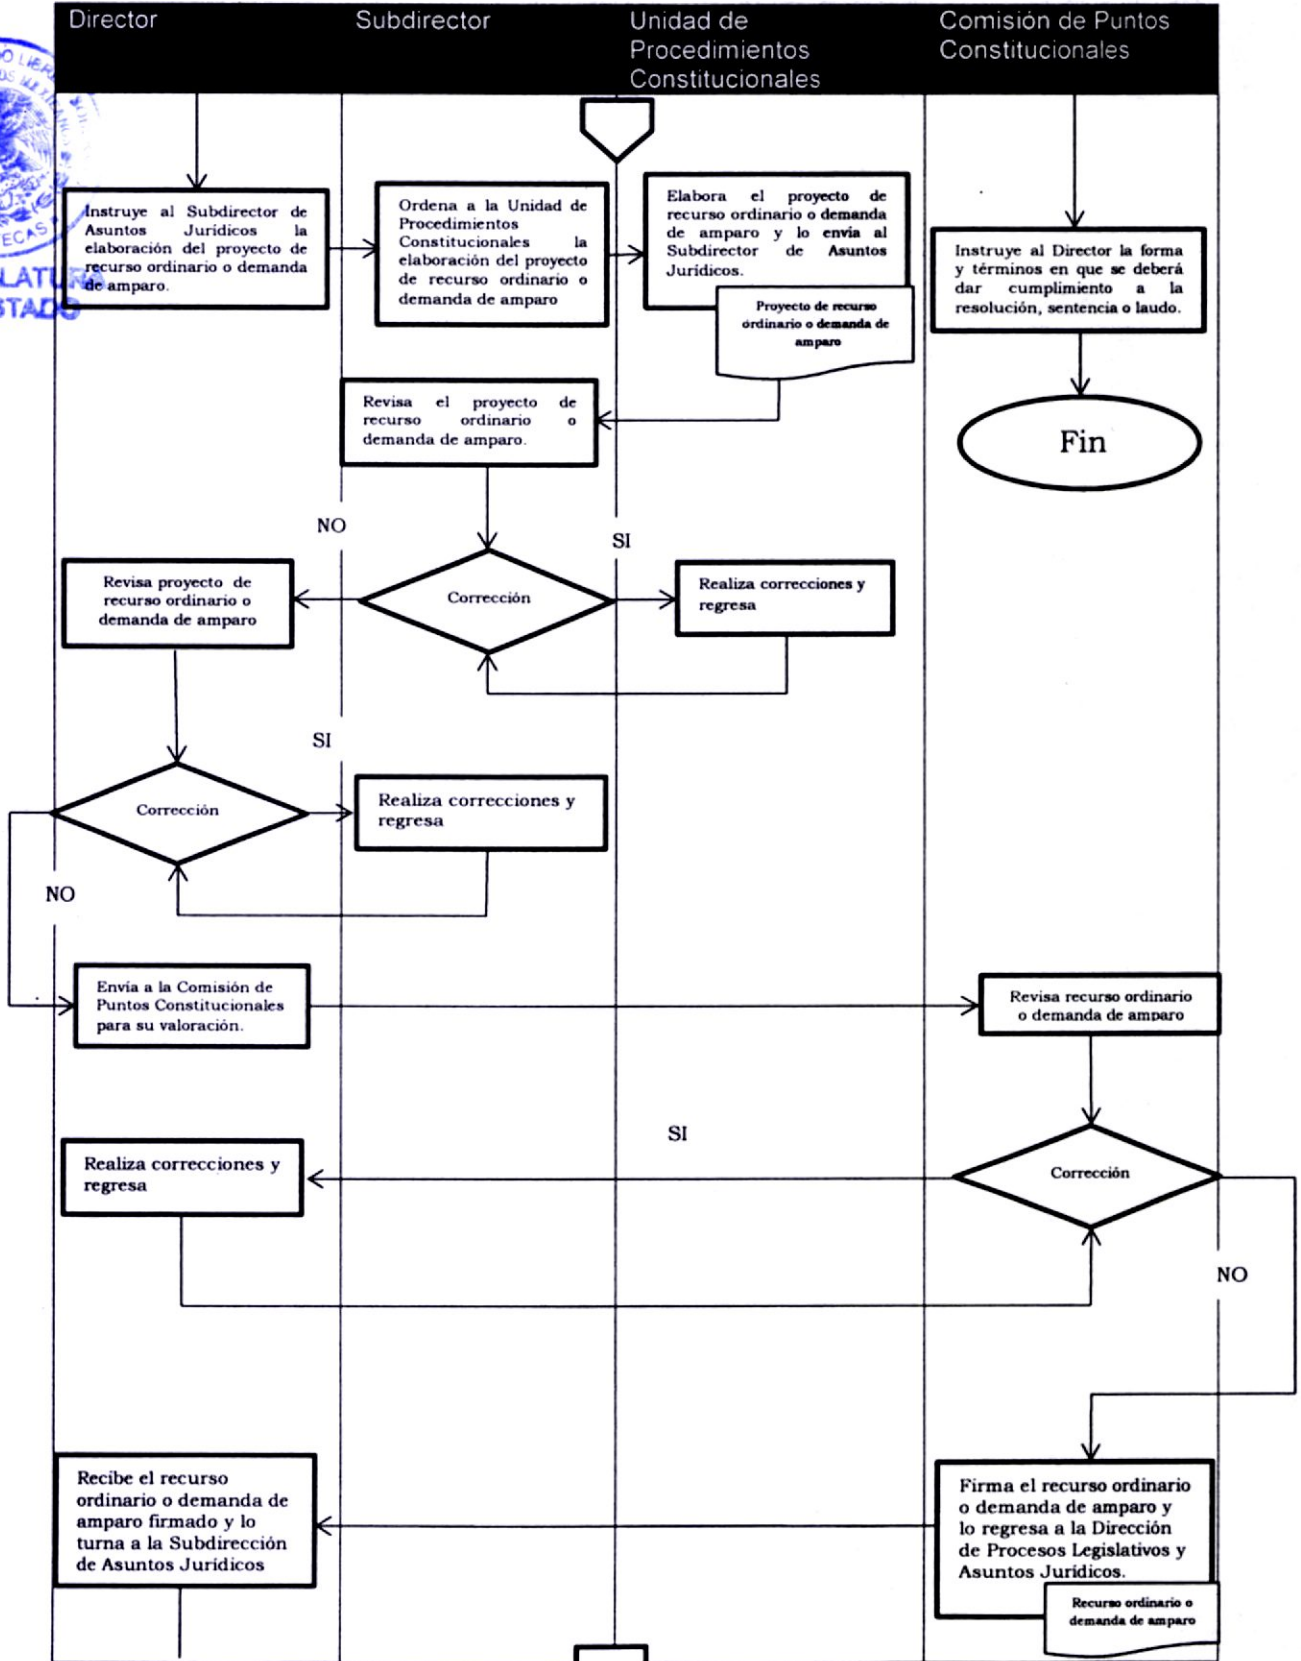 Director
Subdirector
Unidad de
Procedimientos
Constitucionales
Comisión de Puntos
Constitucionales
Instruye al Subdirector de
Asuntos Jurídicos la
elaboración del proyecto de
recurso ordinario o demanda
de amparo.
Ordena a la Unidad de
Procedimientos
Constitucionales la
elaboración del proyecto
de recurso ordinario o
demanda de amparo
Elabora el proyecto de
recurso ordinario o demanda
de amparo y lo envía al
Subdirector de Asuntos
Jurídicos.
Proyecto de recurso
ordinario o demanda de
amparo
Instruye al Director la forma
y términos en que se deberá
dar cumplimiento a la
resolución, sentencia o laudo.
Fin
Revisa el proyecto de
recurso ordinario o
demanda de amparo.
NO
SI
Revisa proyecto de
recurso ordinario o
demanda de amparo
Corrección
Realiza correcciones y
regresa
SI
Corrección
Realiza correcciones y
regresa
NO
Envía a la Comisión de
Puntos Constitucionales
para su valoración.
Revisa recurso ordinario
o demanda de amparo
SI
Realiza correcciones y
regresa
Corrección
NO
Recibe el recurso
ordinario o demanda de
amparo firmado y lo
turna a la Subdirección
de Asuntos Jurídicos
Firma el recurso ordinario
o demanda de amparo y
lo regresa a la Dirección
de Procesos Legislativos y
Asuntos Jurídicos.
Recurso ordinario o
demanda de amparo